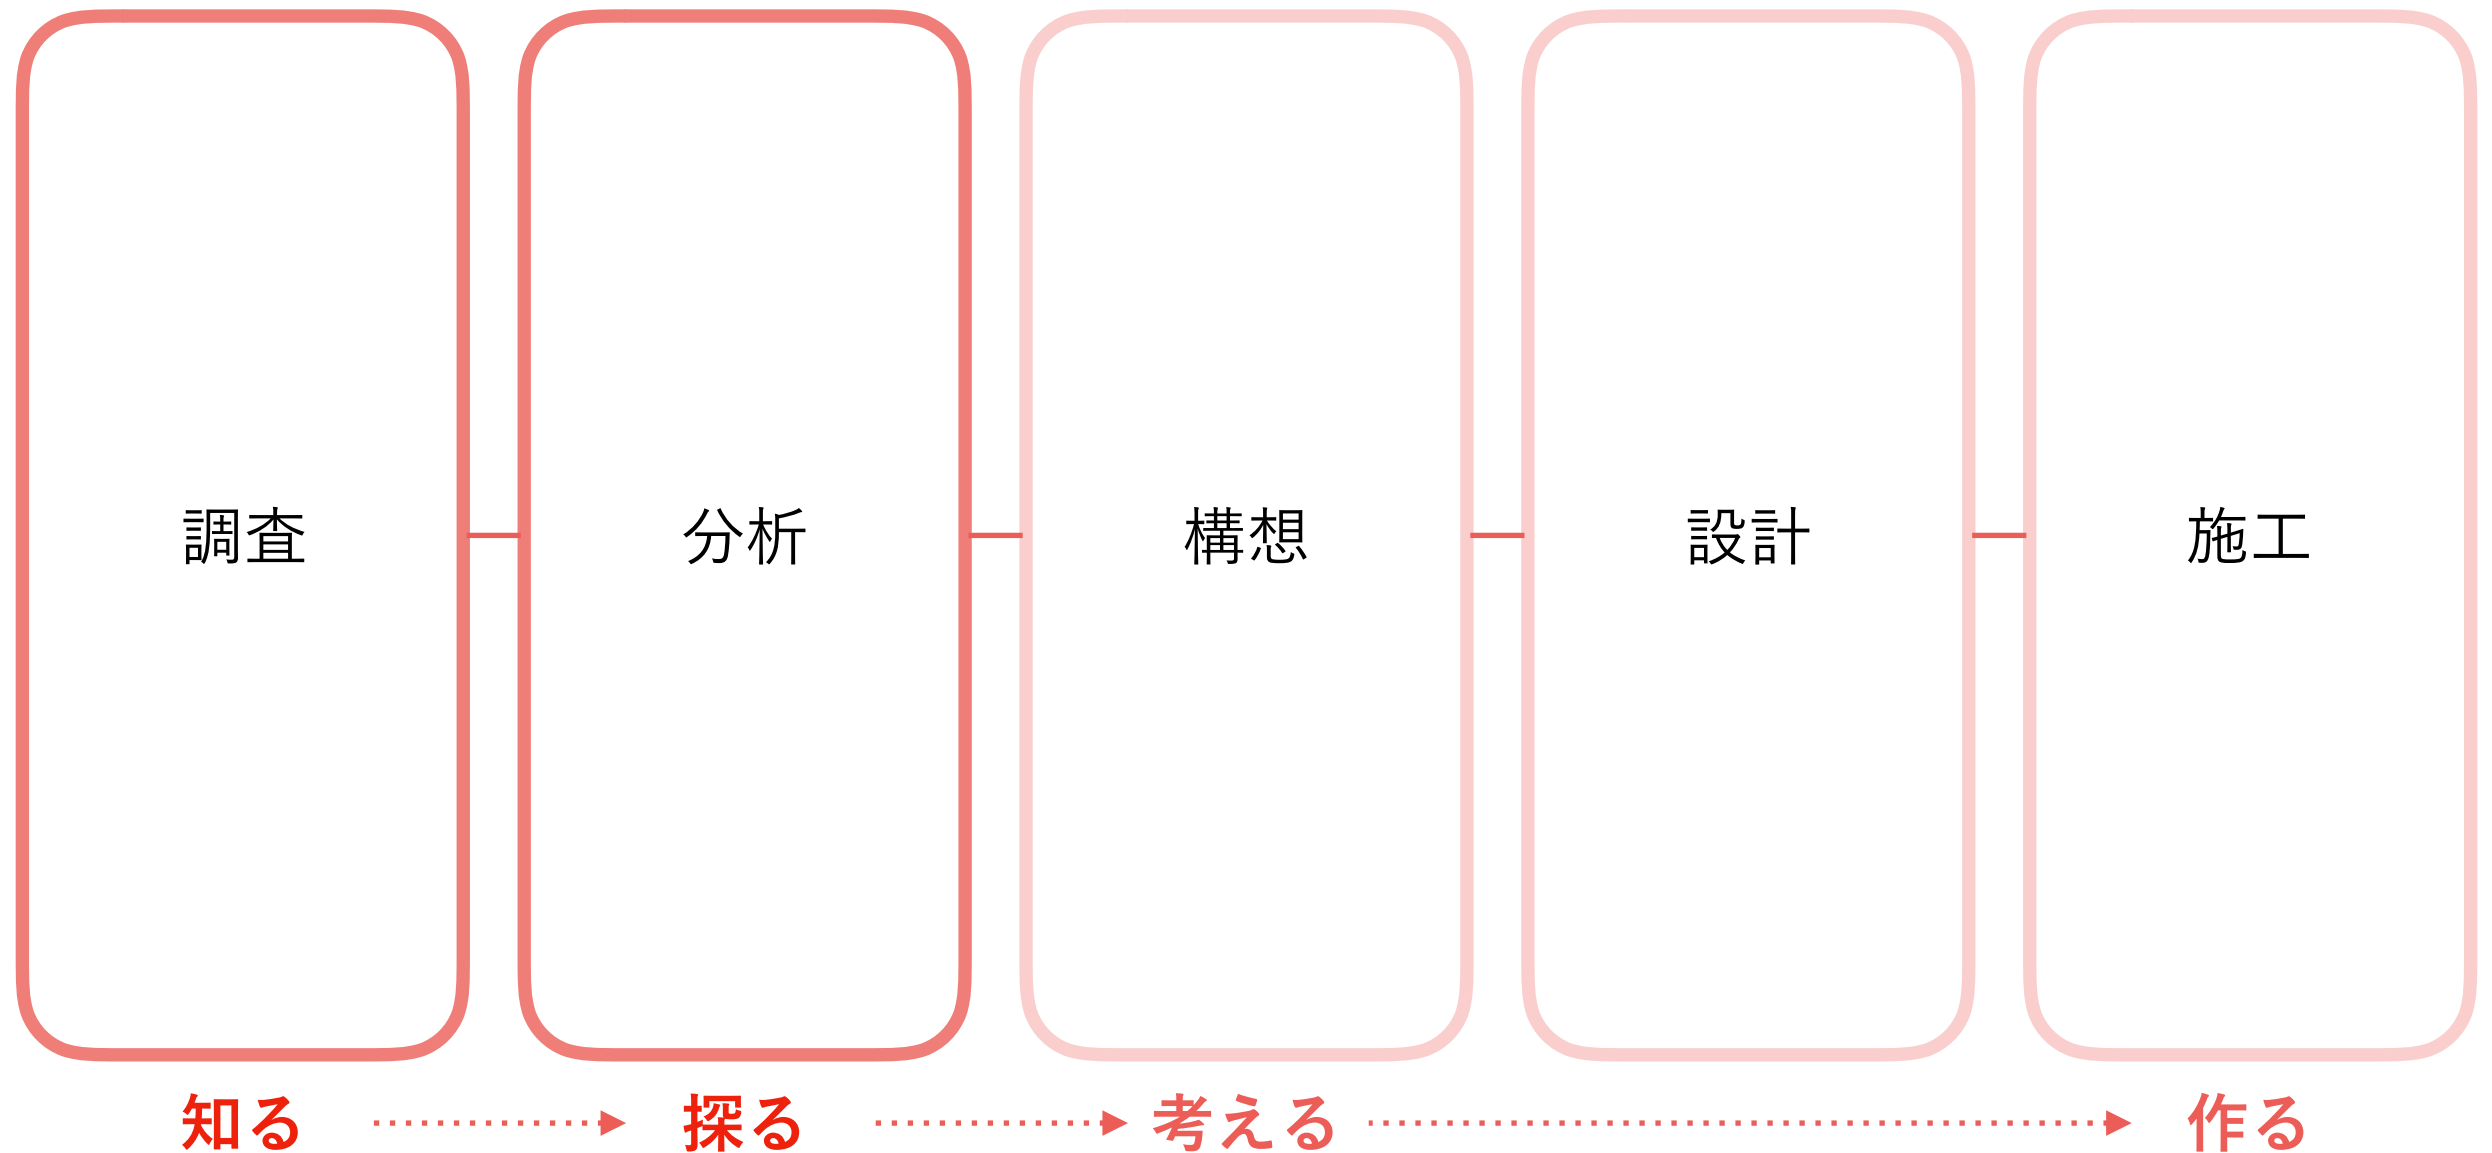 調査
分析
構想
設計
施工
知る
探る
考える
作る